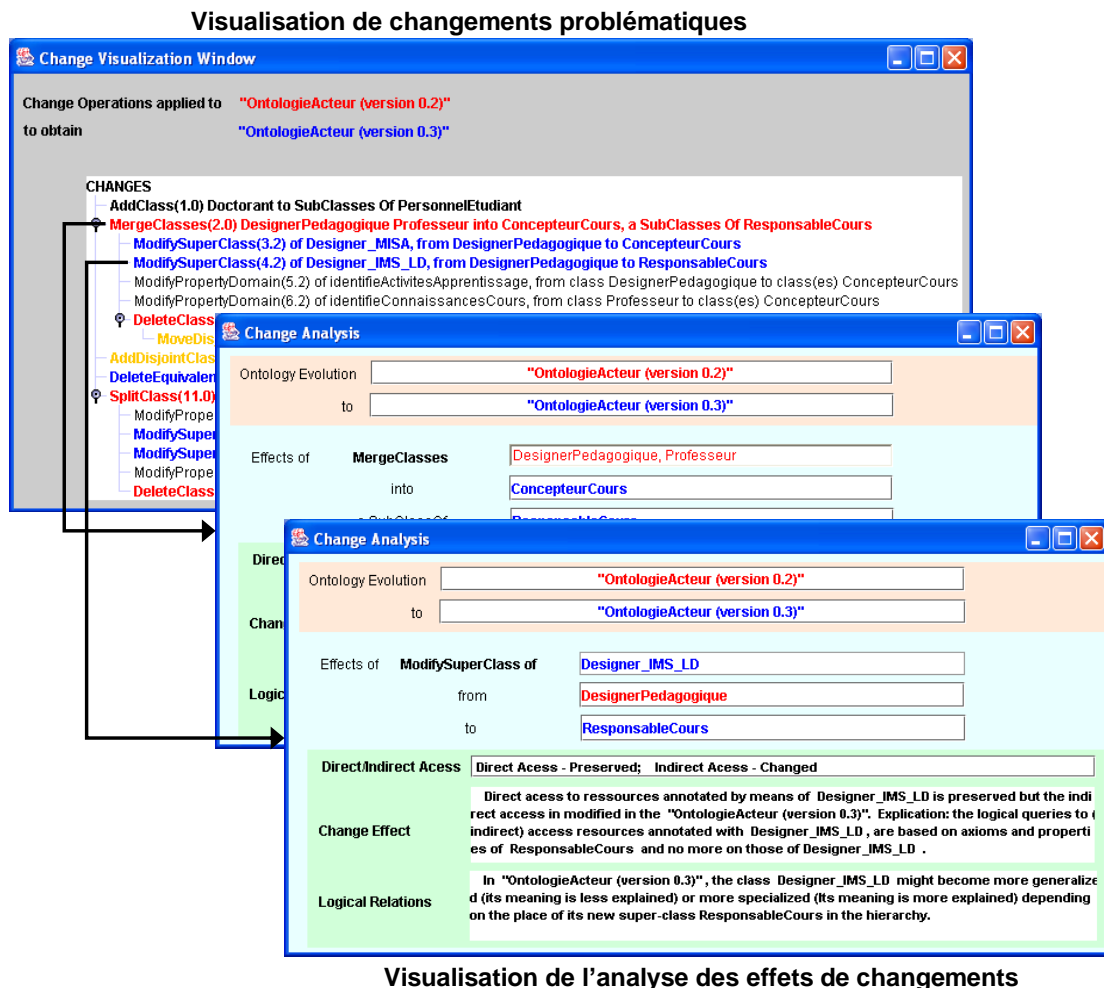 Visualisation de changements problématiques
Change Visualization Window
Change Operations applied to "OntologieActeur (version 0.2)"
to obtain "OntologieActeur (version 0.3)"
CHANGES
AddClass(1.0) Doctorant to SubClasses Of PersonnelEtudiant
MergeClasses(2.0) DesignerPedagogique Professeur into ConcepteurCours, a SubClasses Of ResponsableCours
ModifySuperClass(3.2) of Designer_MISA, from DesignerPedagogique to ConcepteurCours
ModifySuperClass(4.2) of Designer_IMS_LD, from DesignerPedagogique to ResponsableCours
ModifyPropertyDomain(5.2) of identifieActivitesApprentissage, from class DesignerPedagogique to class(es) ConcepteurCours
ModifyPropertyDomain(6.2) of identifieConnaissancesCours, from class Professeur to class(es) ConcepteurCours
DeleteClass
MoveDis
AddDisjointClas
DeleteEquivalen
SplitClass(11.0)
ModifyPrope
ModifySuper
ModifySuper
ModifyPrope
DeleteClass
Change Analysis
Ontology Evolution "OntologieActeur (version 0.2)"
to "OntologieActeur (version 0.3)"
Effects of MergeClasses DesignerPedagogique, Professeur
into ConcepteurCours
a SubClassOf ResponsableCours
Direc
Chan
Logic
Change Analysis
Ontology Evolution "OntologieActeur (version 0.2)"
to "OntologieActeur (version 0.3)"
Effects of ModifySuperClass of Designer_IMS_LD
from DesignerPedagogique
to ResponsableCours
Direct/Indirect Acess Direct Acess - Preserved; Indirect Acess - Changed
Change Effect
Direct acess to ressources annotated by means of Designer_IMS_LD is preserved but the indi
rect access in modified in the "OntologieActeur (version 0.3)". Explication: the logical queries to (
indirect) access resources annotated with Designer_IMS_LD , are based on axioms and properti
es of ResponsableCours and no more on those of Designer_IMS_LD .
Logical Relations
In "OntologieActeur (version 0.3)" , the class Designer_IMS_LD might become more generalize
d (its meaning is less explained) or more specialized (Its meaning is more explained) depending
on the place of its new super-class ResponsableCours in the hierarchy.
Visualisation de l'analyse des effets de changements